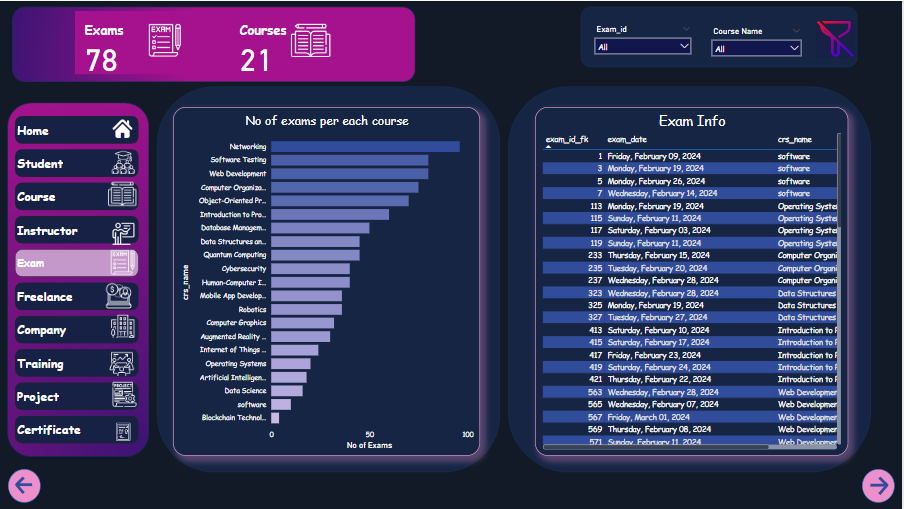 Exams
78
EXAM
Courses
21
Exam_id
All
Course Name
All
Home
Student
Course
Instructor
Exam
EXAM
Freelance
Company
Training
Project
PROJECT
Certificate
No of exams per each course
crs_name
Networking
Software Testing
Web Development
Computer Organiza...
Object-Oriented Pr...
Introduction to Pro...
Database Managem...
Data Structures an...
Quantum Computing
Cybersecurity
Human-Computer I...
Mobile App Develop...
Robotics
Computer Graphics
Augmented Reality ...
Internet of Things ...
Operating Systems
Artificial Intelligen...
Data Science
software
Blockchain Technol...
0 50 100
No of Exams
Exam Info
exam_id_fk exam_date crs_name
1 Friday, February 09, 2024 software
3 Monday, February 19, 2024 software
5 Monday, February 26, 2024 software
7 Wednesday, February 14, 2024 software
113 Monday, February 19, 2024 Operating Syste
115 Sunday, February 11, 2024 Operating Syste
117 Saturday, February 03, 2024 Operating Syste
119 Sunday, February 11, 2024 Operating Syste
233 Thursday, February 15, 2024 Computer Organi
235 Tuesday, February 20, 2024 Computer Organi
237 Wednesday, February 28, 2024 Computer Organi
323 Wednesday, February 28, 2024 Data Structures
325 Monday, February 19, 2024 Data Structures
327 Tuesday, February 27, 2024 Data Structures
413 Saturday, February 10, 2024 Introduction to P
415 Saturday, February 17, 2024 Introduction to P
417 Friday, February 23, 2024 Introduction to P
419 Saturday, February 24, 2024 Introduction to P
421 Thursday, February 22, 2024 Introduction to P
563 Wednesday, February 28, 2024 Web Developmen
565 Wednesday, February 07, 2024 Web Developmen
567 Friday, March 01, 2024 Web Developmen
569 Thursday, February 08, 2024 Web Developmen
571 Sunday, February 11, 2024 Web Developmen